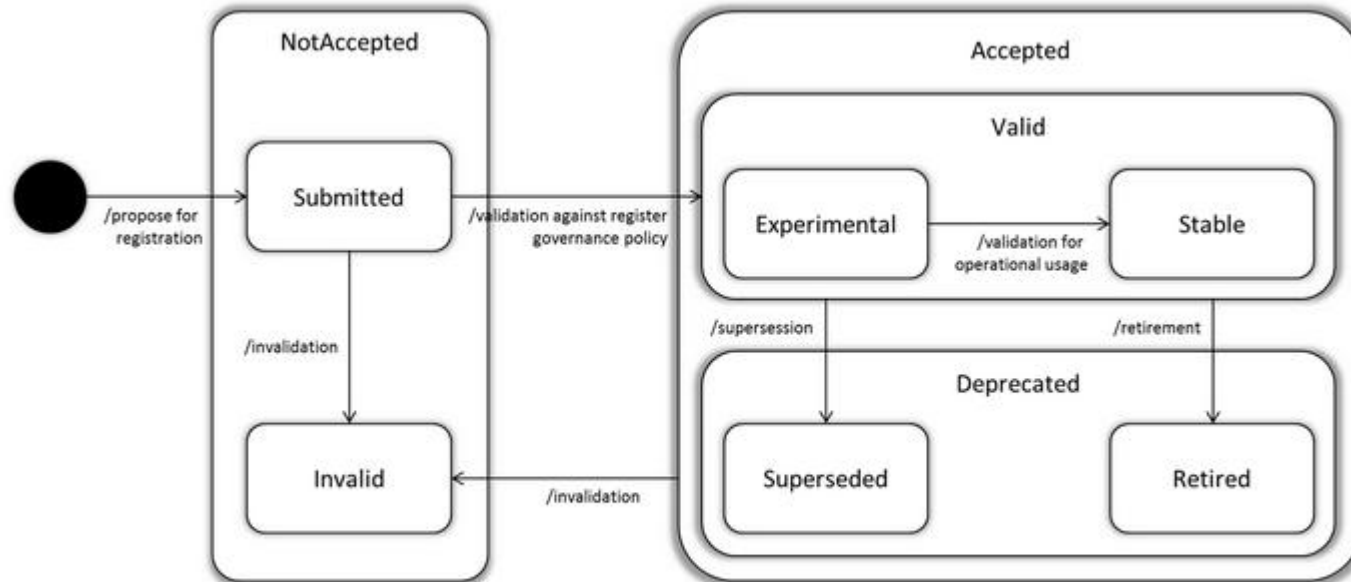 NotAccepted
Accepted
Valid
Submitted
/propose for
registration
/validation against register
governance policy
Experimental
/validation for
operational usage
Stable
/invalidation
/supersession
/retirement
Deprecated
Invalid
/invalidation
Superseded
Retired